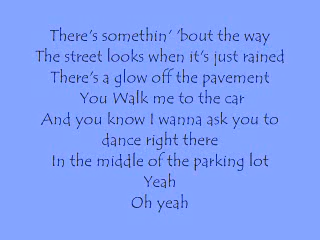 There's somethin' 'bout the way
The street looks when it's just rained
There's a glow off the pavement
You Walk me to the car
And you know I wanna ask you to
dance right there
In the middle of the parking lot
Yeah
Oh yeah